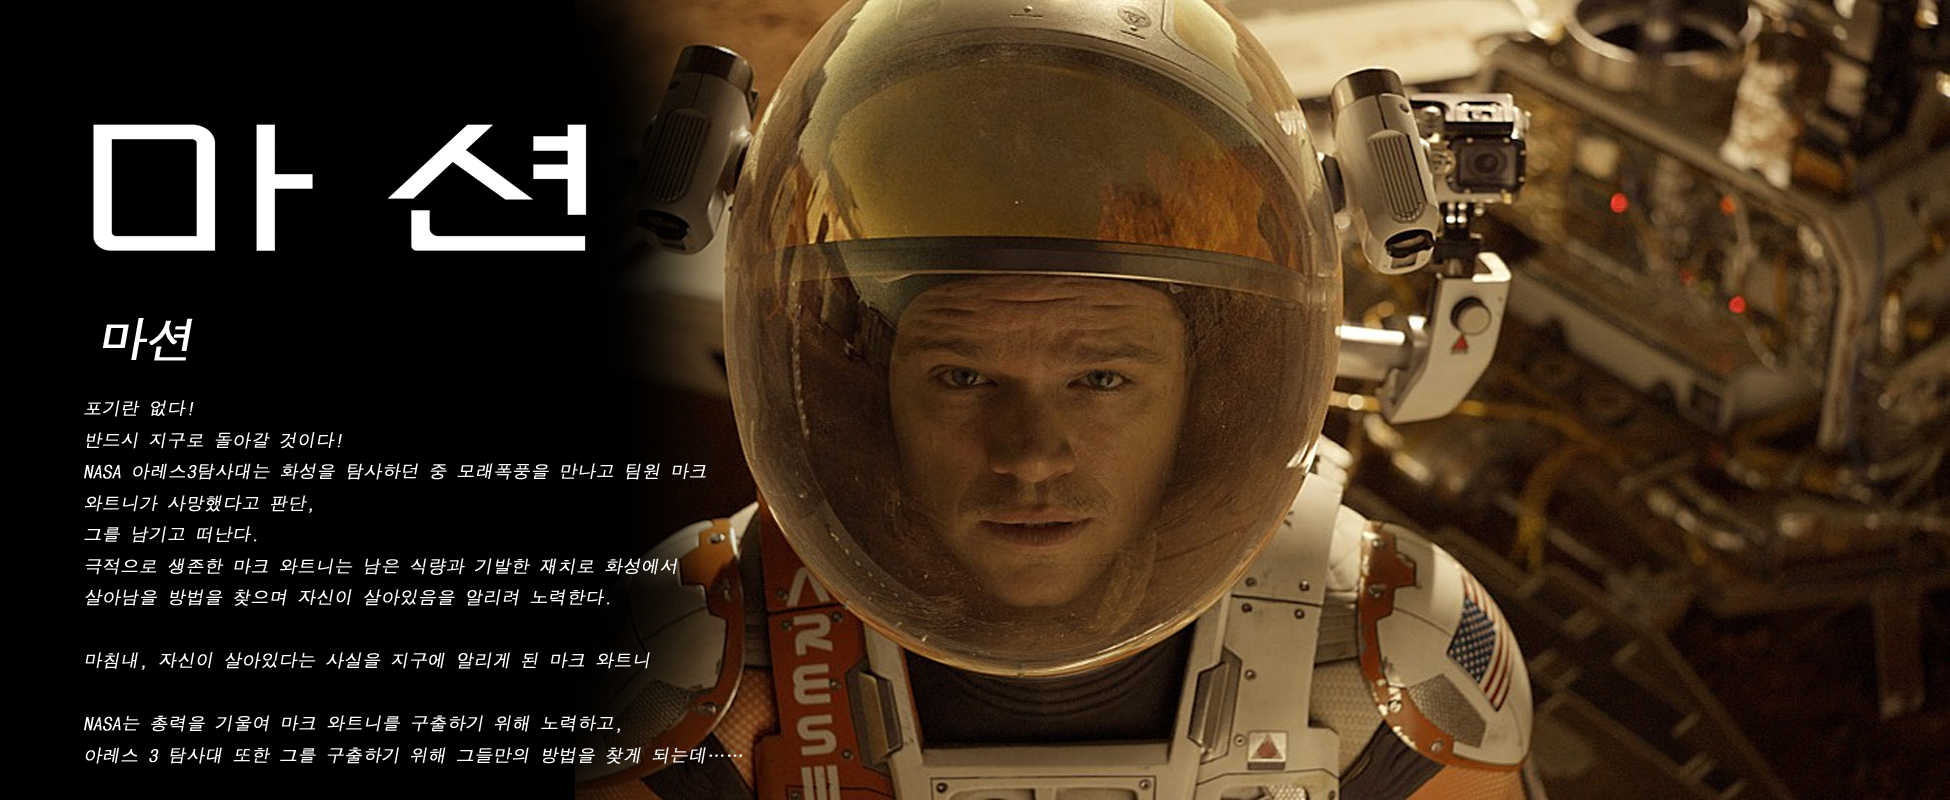 마션
마션
포기란 없다!
반드시 지구로 돌아갈 것이다!
NASA 아레스3탐사대는 화성을 탐사하던 중 모래폭풍을 만나고 팀원 마크
와트니가 사망했다고 판단,
그를 남기고 떠난다.
극적으로 생존한 마크 와트니는 남은 식량과 기발한 재치로 화성에서
살아남을 방법을 찾으며 자신이 살아있음을 알리려 노력한다.
마침내, 자신이 살아있다는 사실을 지구에 알리게 된 마크 와트니
NASA는 총력을 기울여 마크 와트니를 구출하기 위해 노력하고,
아레스 3 탐사대 또한 그를 구출하기 위해 그들만의 방법을 찾게 되는데……
ARES